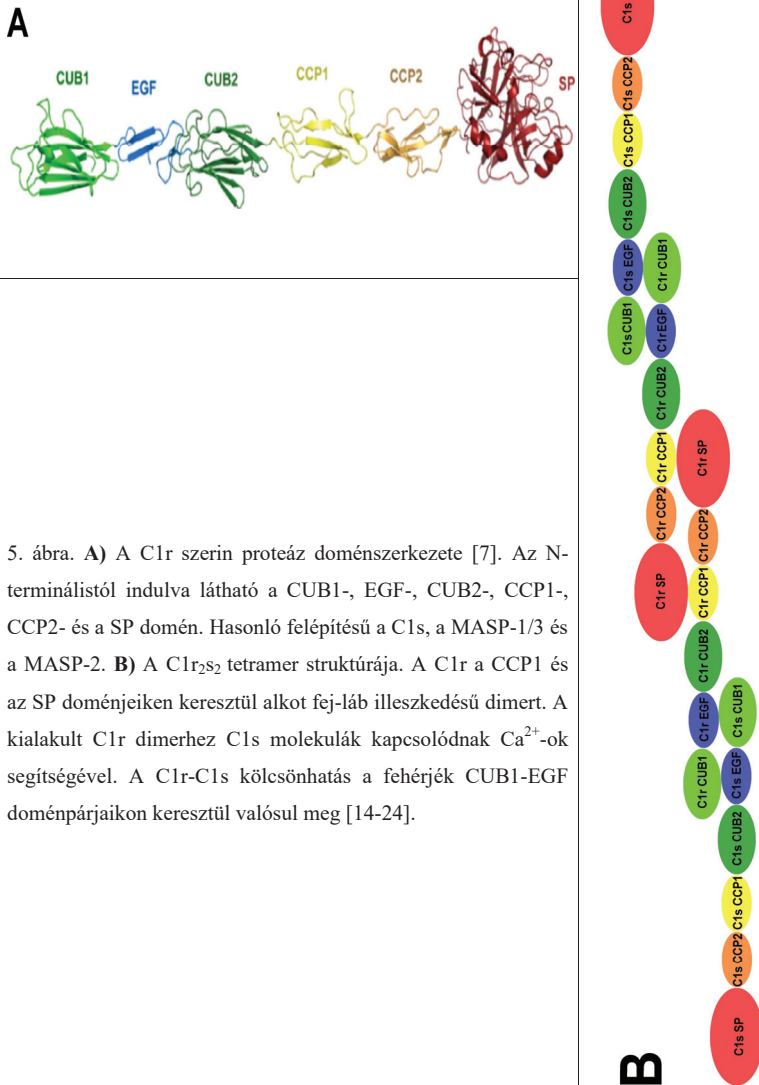 A
CUB1
EGF
CUB2
CCP1
CCP2
SP
5. ábra. A) A C1r szerin proteáz doménszerkezete [7]. Az N-
terminálistól indulva látható a CUB1-, EGF-, CUB2-, CCP1-,
CCP2- és a SP domén. Hasonló felépítésű a C1s, a MASP-1/3 és
a MASP-2. B) A C1r₂s₂ tetramer struktúrája. A C1r a CCP1 és
az SP doménjeiken keresztül alkot fej-láb illeszkedésű dimert. A
kialakult C1r dimerhez C1s molekulák kapcsolódnak Ca²⁺-ok
segítségével. A C1r-C1s kölcsönhatás a fehérjék CUB1-EGF
doménpárjaikon keresztül valósul meg [14-24].
B
C1s SP
C1s CCP2
C1s CCP1
C1s CUB2
C1s EGF
C1s CUB1
C1r CUB1
C1r EGF
C1r CUB2
C1r CCP1
C1r CCP2
C1r SP
C1r SP
C1r CCP2
C1r CCP1
C1r CUB2
C1r EGF
C1r CUB1
C1s CUB1
C1s EGF
C1s CUB2
C1s CCP1
C1s CCP2
C1s